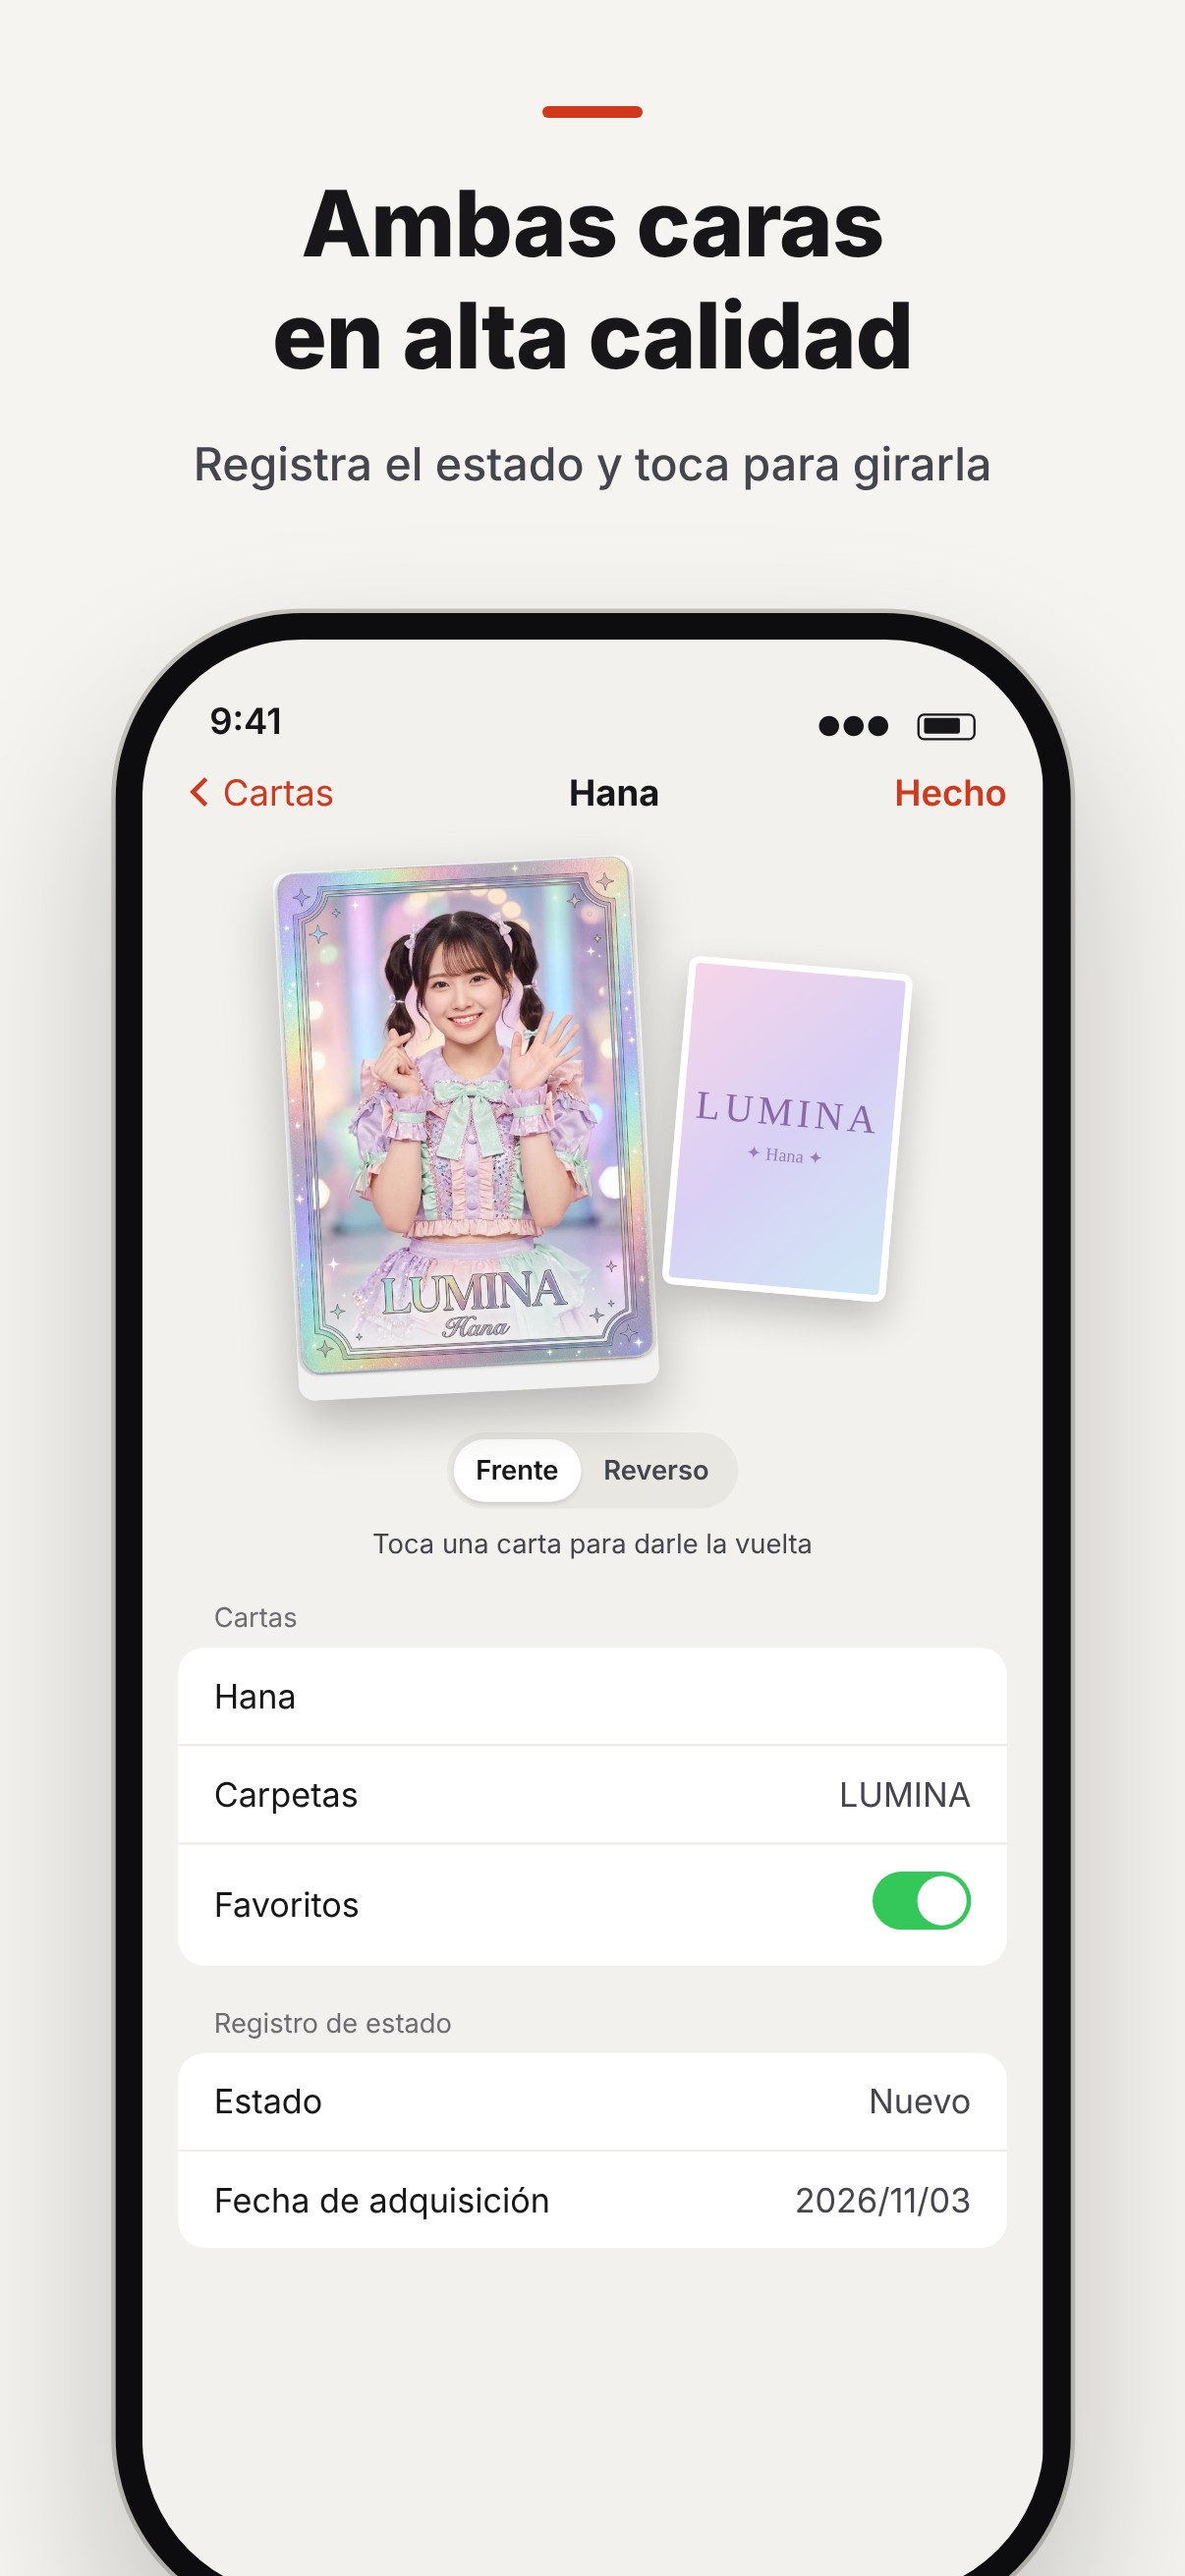 Ambas caras
en alta calidad
Registra el estado y toca para girarla
9:41
Cartas
Hana
Hecho
LUMINA
Hana
LUMINA
✦ Hana ✦
Frente
Reverso
Toca una carta para darle la vuelta
Cartas
Hana
Carpetas
LUMINA
Favoritos
Registro de estado
Estado
Nuevo
Fecha de adquisición
2026/11/03